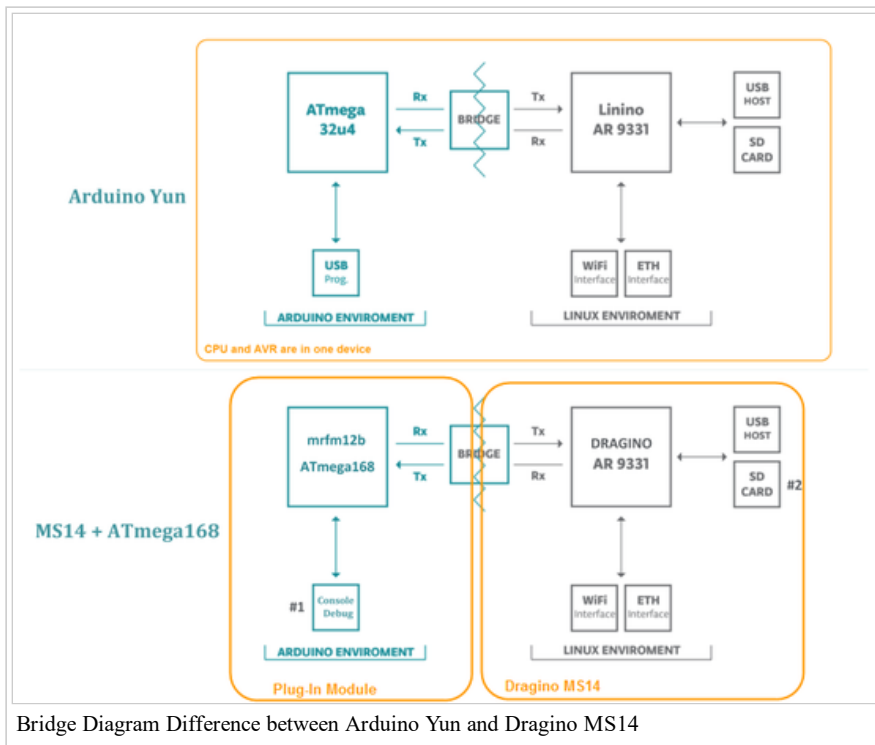 Arduino Yun
ATmega
32u4
Rx
Tx
BRIDGE
Tx
Rx
Linino
AR 9331
USB
HOST
SD
CARD
USB
Prog.
WiFi
Interface
ETH
Interface
ARDUINO ENVIROMENT
LINUX ENVIROMENT
CPU and AVR are in one device
MS14 + ATmega168
mrfm12b
ATmega168
Rx
Tx
BRIDGE
Tx
Rx
DRAGINO
AR 9331
USB
HOST
SD
CARD
#2
#1
Console
Debug
WiFi
Interface
ETH
Interface
ARDUINO ENVIROMENT
LINUX ENVIROMENT
Plug-In Module
Dragino MS14
Bridge Diagram Difference between Arduino Yun and Dragino MS14